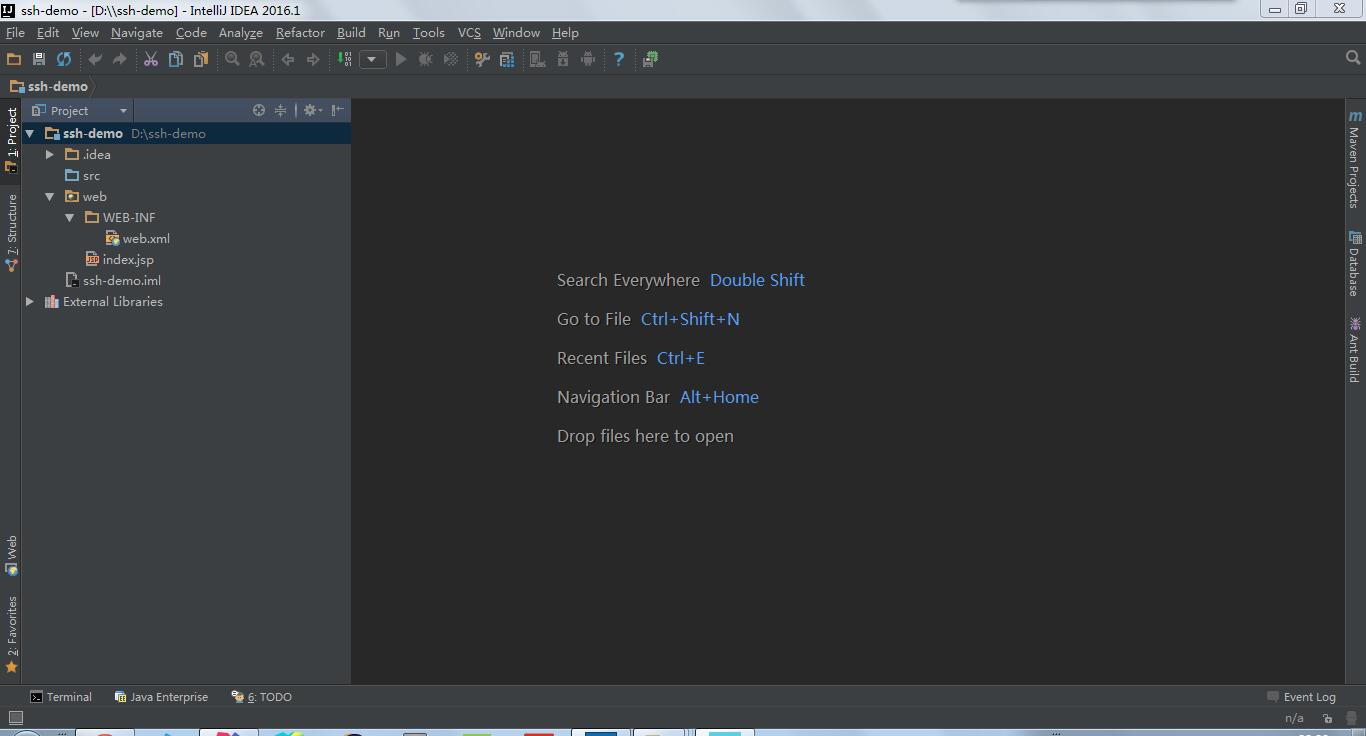 ssh-demo - [D:\\ssh-demo] - IntelliJ IDEA 2016.1
File Edit View Navigate Code Analyze Refactor Build Run Tools VCS Window Help
ssh-demo
Project
ssh-demo D:\ssh-demo
.idea
src
web
WEB-INF
web.xml
index.jsp
ssh-demo.iml
External Libraries
1: Project
7: Structure
Web
2: Favorites
Search Everywhere Double Shift
Go to File Ctrl+Shift+N
Recent Files Ctrl+E
Navigation Bar Alt+Home
Drop files here to open
Maven Projects
Database
Ant Build
Terminal Java Enterprise 6: TODO Event Log
n/a